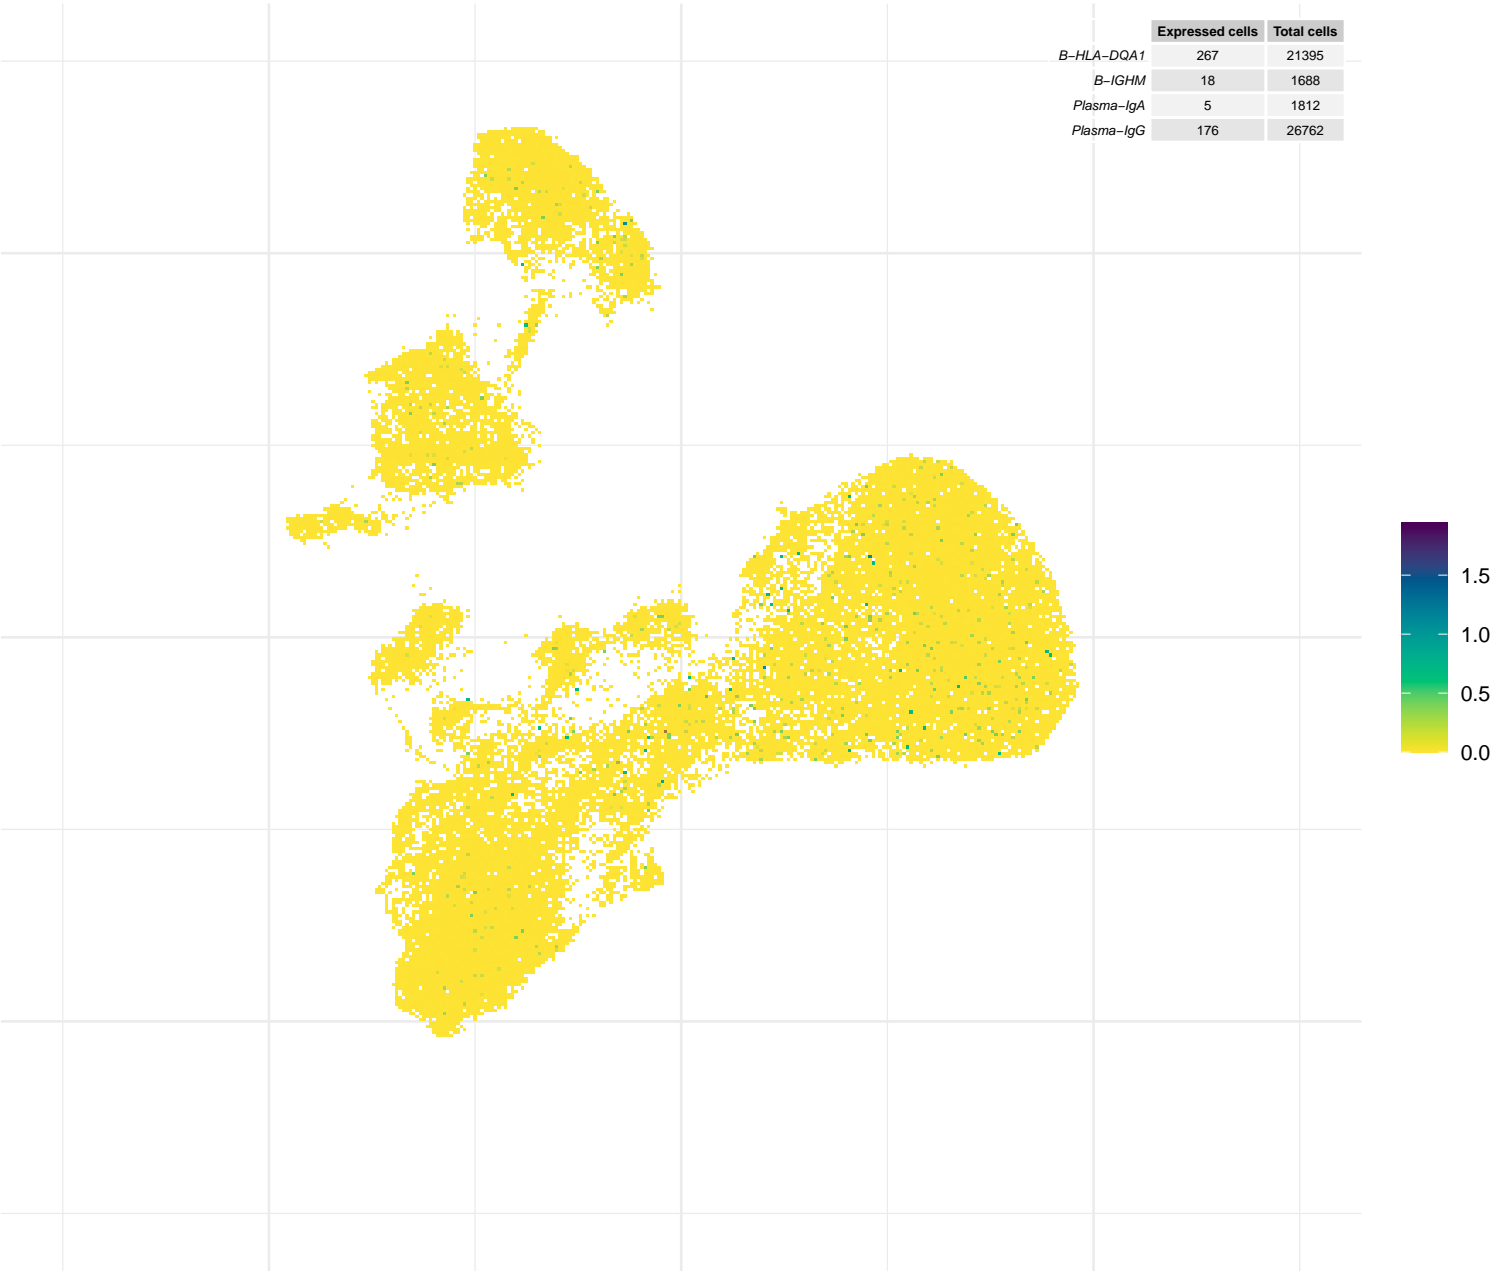 Expressed cells Total cells
B−HLA−DQA1 267 21395
B−IGHM 18 1688
Plasma−IgA 5 1812
Plasma−IgG 176 26762
1.5
1.0
0.5
0.0